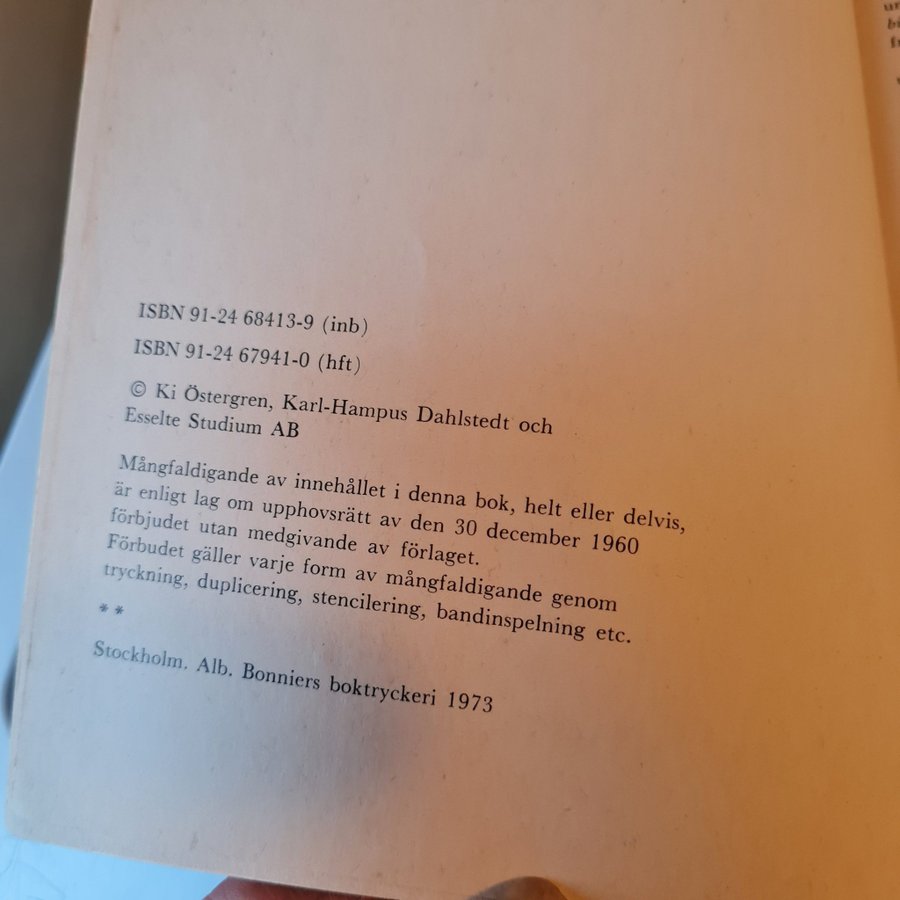 ISBN 91-24 68413-9 (inb)
ISBN 91-24 67941-0 (hft)
© Ki Östergren, Karl-Hampus Dahlstedt och
Esselte Studium AB
Mångfaldigande av innehållet i denna bok, helt eller delvis,
är enligt lag om upphovsrätt av den 30 december 1960
förbjudet utan medgivande av förlaget.
Förbudet gäller varje form av mångfaldigande genom
tryckning, duplicering, stencilering, bandinspelning etc.
**
Stockholm. Alb. Bonniers boktryckeri 1973